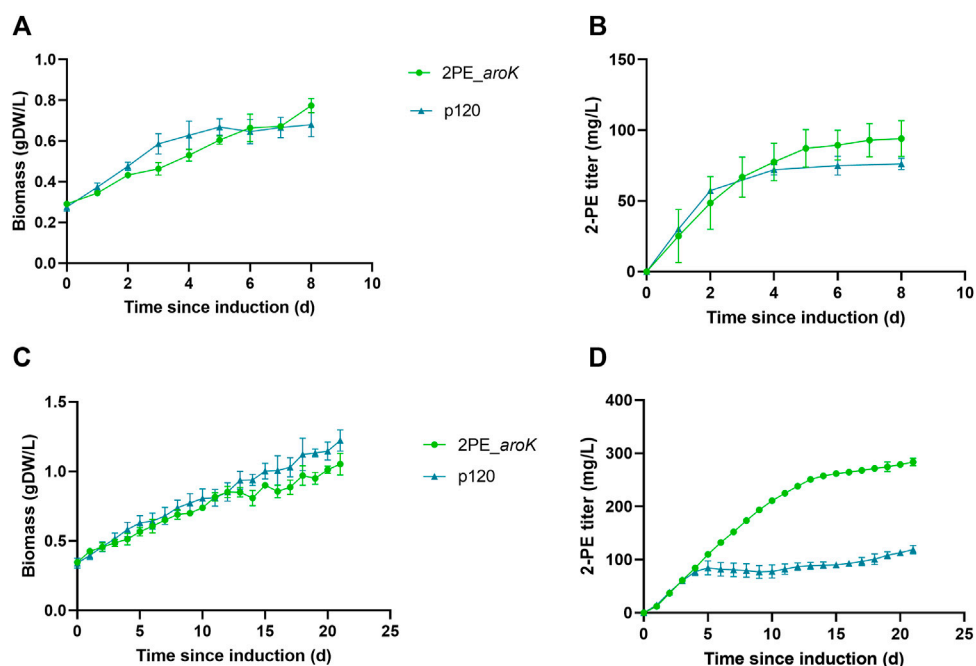 A
Biomass (gDW/L)
1.0
0.8
0.6
0.4
0.2
0.0
0 2 4 6 8 10
Time since induction (d)
2PE_aroK
p120
B
2-PE titer (mg/L)
150
100
50
0
0 2 4 6 8 10
Time since induction (d)
C
Biomass (gDW/L)
1.5
1.0
0.5
0.0
0 5 10 15 20 25
Time since induction (d)
2PE_aroK
p120
D
2-PE titer (mg/L)
400
300
200
100
0
0 5 10 15 20 25
Time since induction (d)